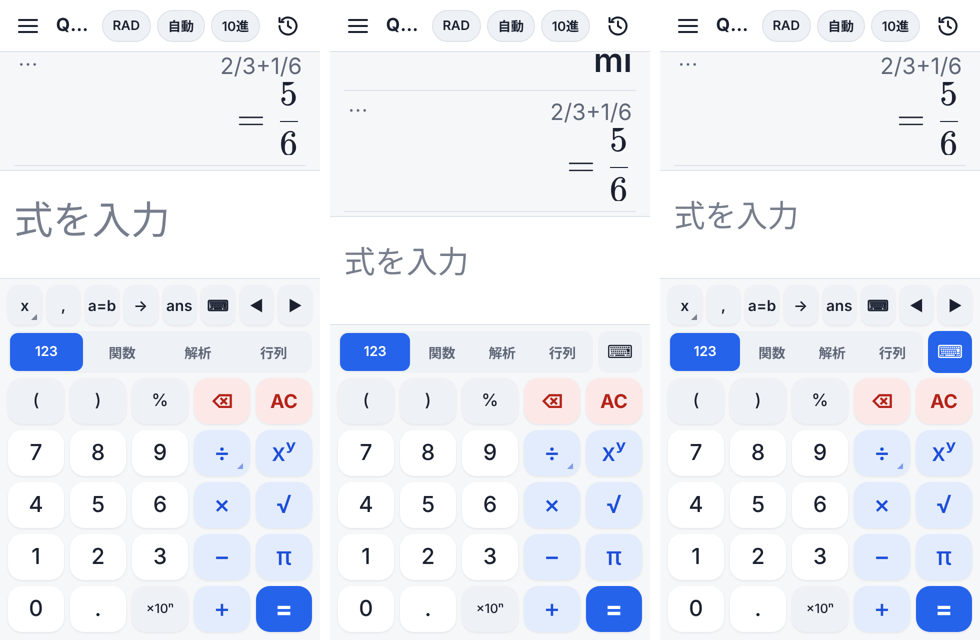 Q... RAD 自動 10進
... 2/3+1/6
= 5/6
式を入力
x , a=b → ans ⌨ ◀ ▶
123 関数 解析 行列
( ) % ⌫ AC
7 8 9 ÷ xʸ
4 5 6 × √
1 2 3 − π
0 . ×10ⁿ + =
Q... RAD 自動 10進
mi
... 2/3+1/6
= 5/6
式を入力
123 関数 解析 行列 ⌨
( ) % ⌫ AC
7 8 9 ÷ xʸ
4 5 6 × √
1 2 3 − π
0 . ×10ⁿ + =
Q... RAD 自動 10進
... 2/3+1/6
= 5/6
式を入力
x , a=b → ans ⌨ ◀ ▶
123 関数 解析 行列 ⌨
( ) % ⌫ AC
7 8 9 ÷ xʸ
4 5 6 × √
1 2 3 − π
0 . ×10ⁿ + =